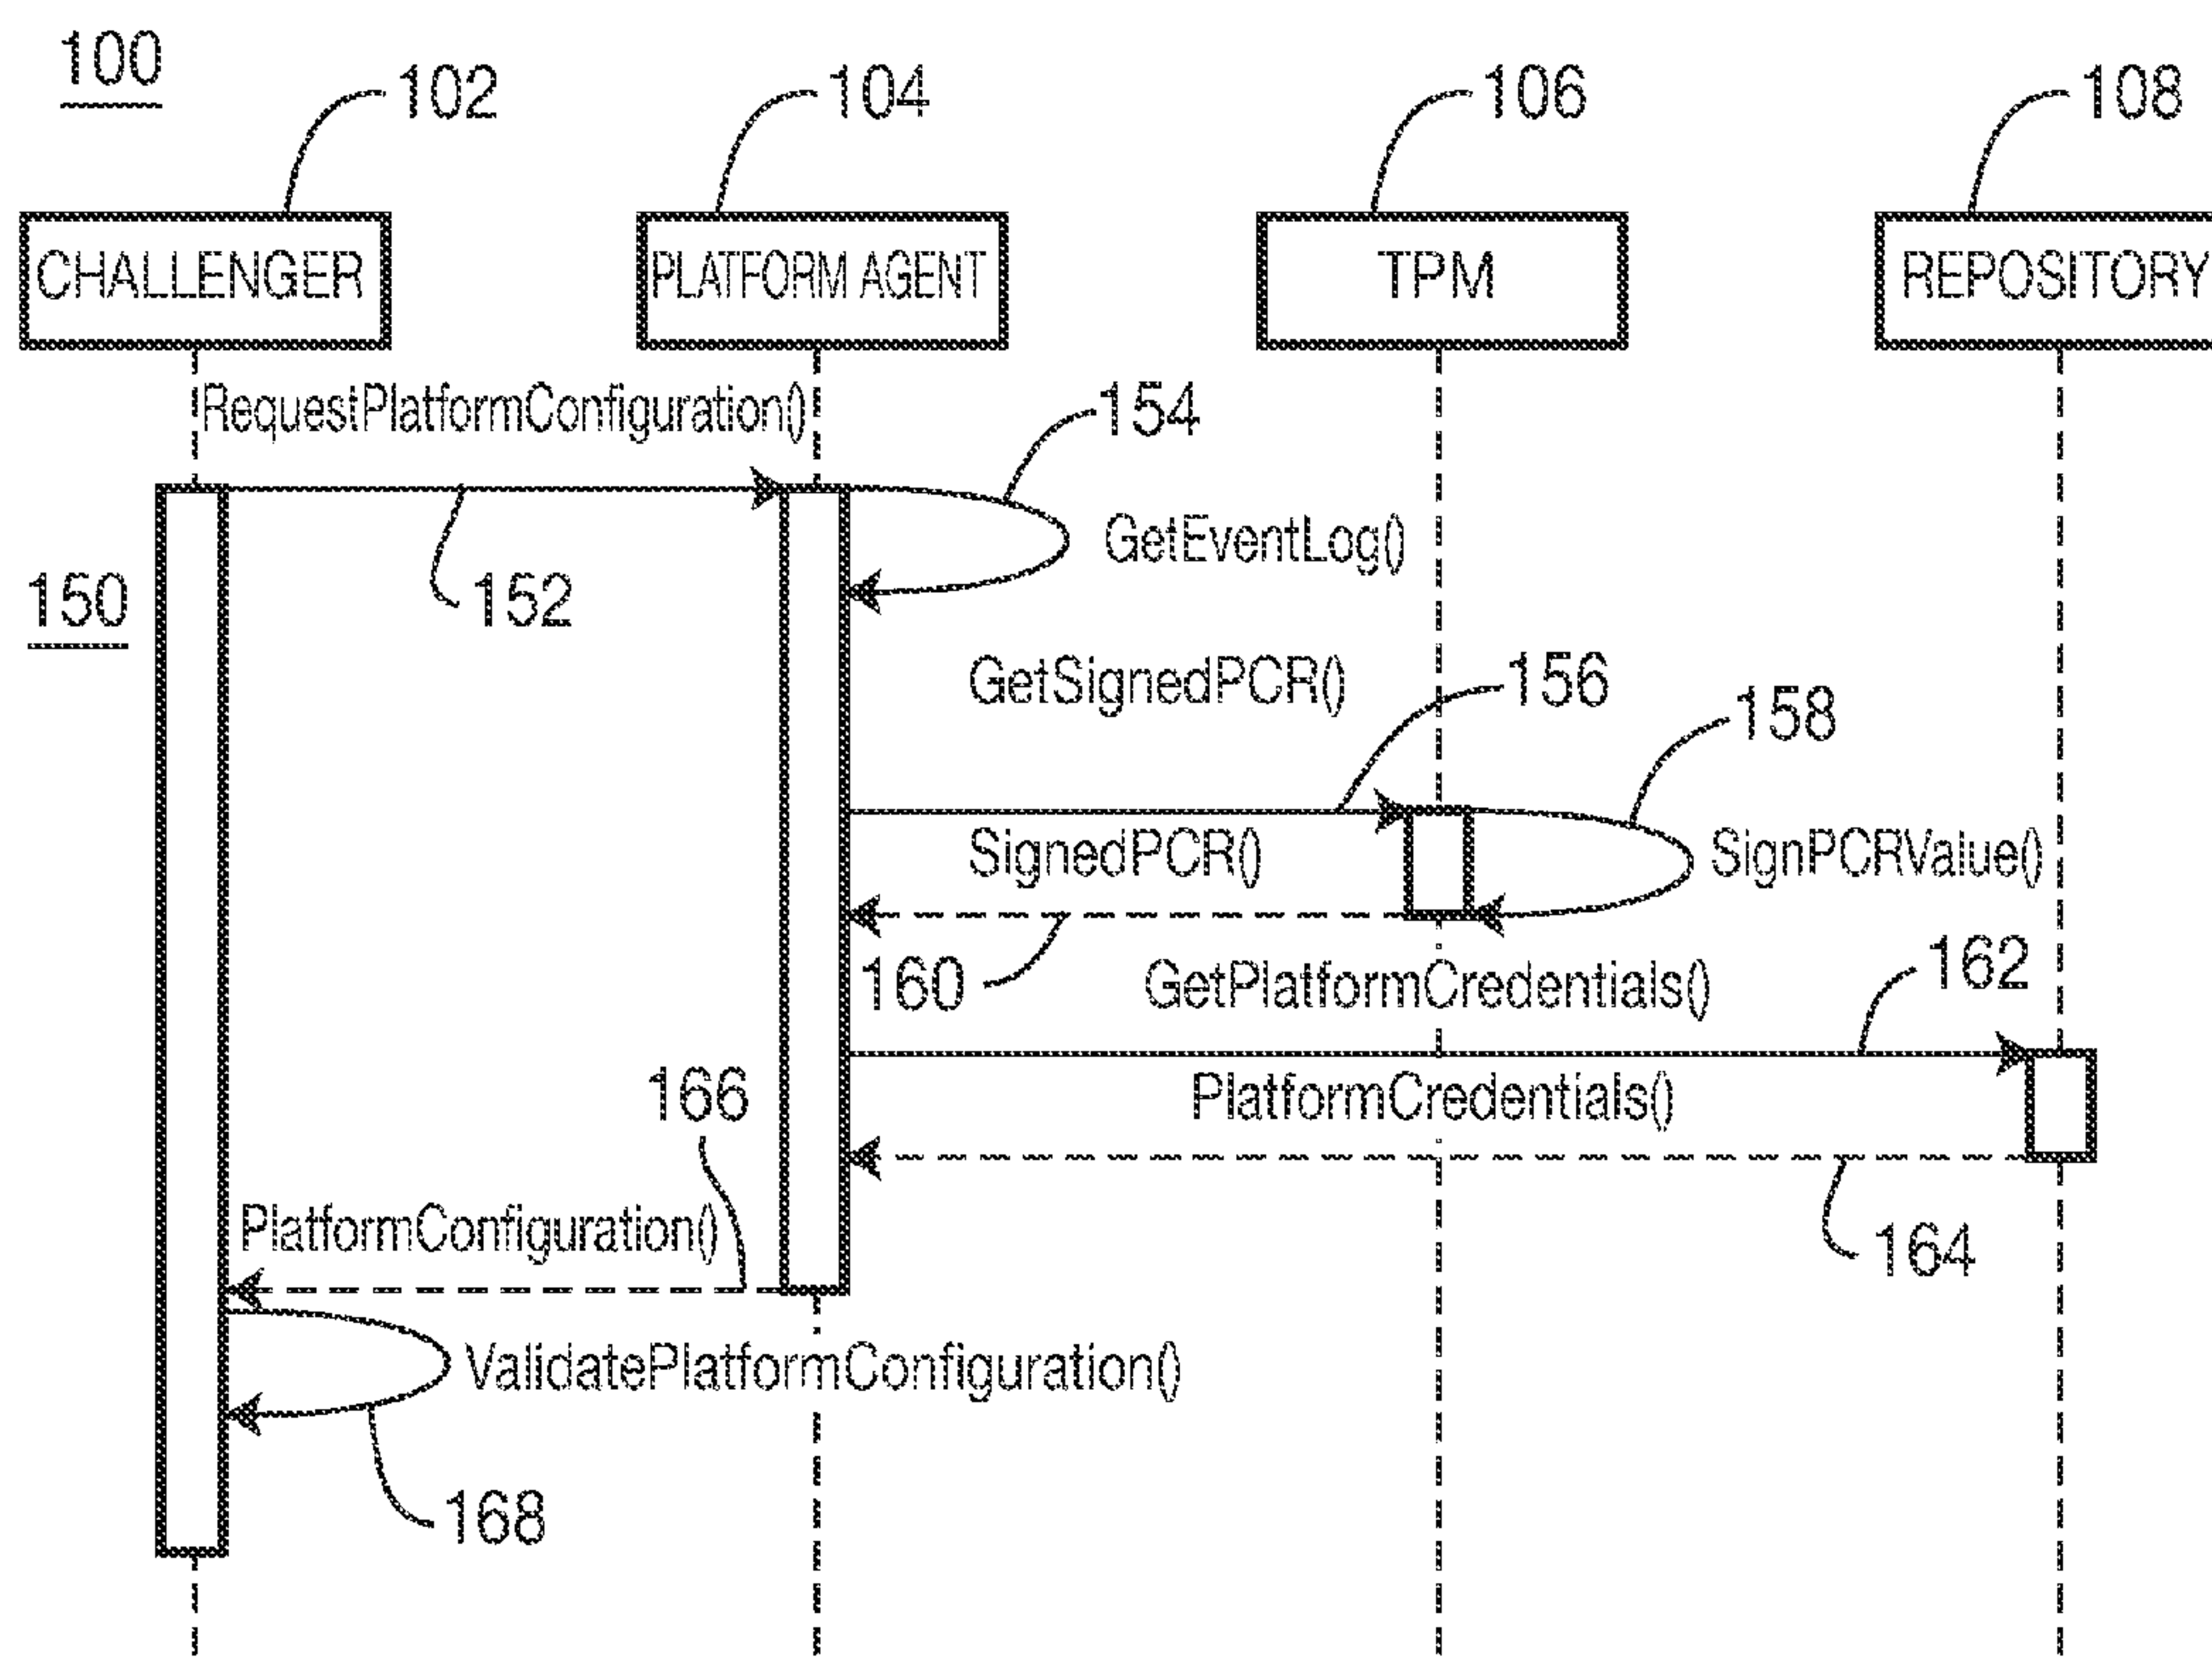 100
102
104
106
108
CHALLENGER
PLATFORM AGENT
TPM
REPOSITORY
RequestPlatformConfiguration()
154
GetEventLog()
150
152
GetSignedPCR()
156
158
SignedPCR()
SignPCRValue()
160
GetPlatformCredentials()
162
166
PlatformCredentials()
PlatformConfiguration()
164
ValidatePlatformConfiguration()
168